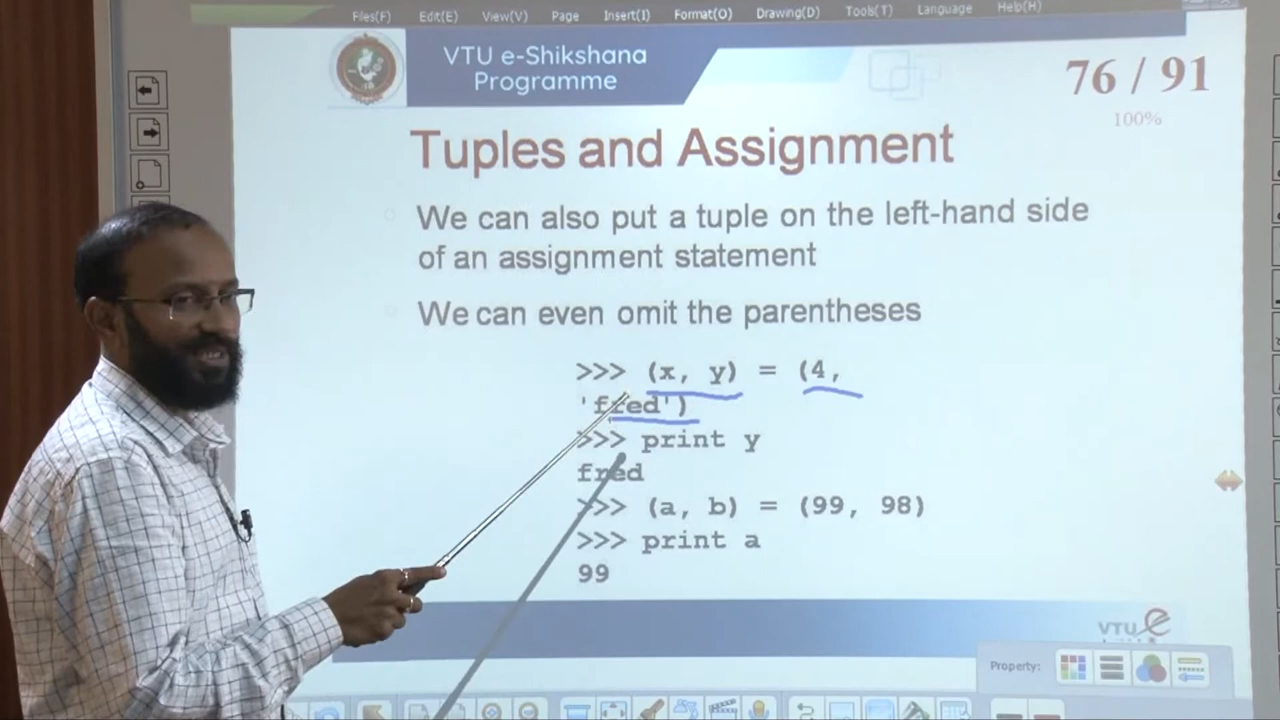 Files(F) Edit(E) View(V) Page Insert(I) Format(O) Drawing(D) Tools(T) Language Help(H)
VTU e-Shikshana
Programme
76 / 91
100%
Tuples and Assignment
We can also put a tuple on the left-hand side
of an assignment statement
We can even omit the parentheses
>>> (x, y) = (4,
'fred')
>>> print y
fred
>>> (a, b) = (99, 98)
>>> print a
99
VTU e
Property: